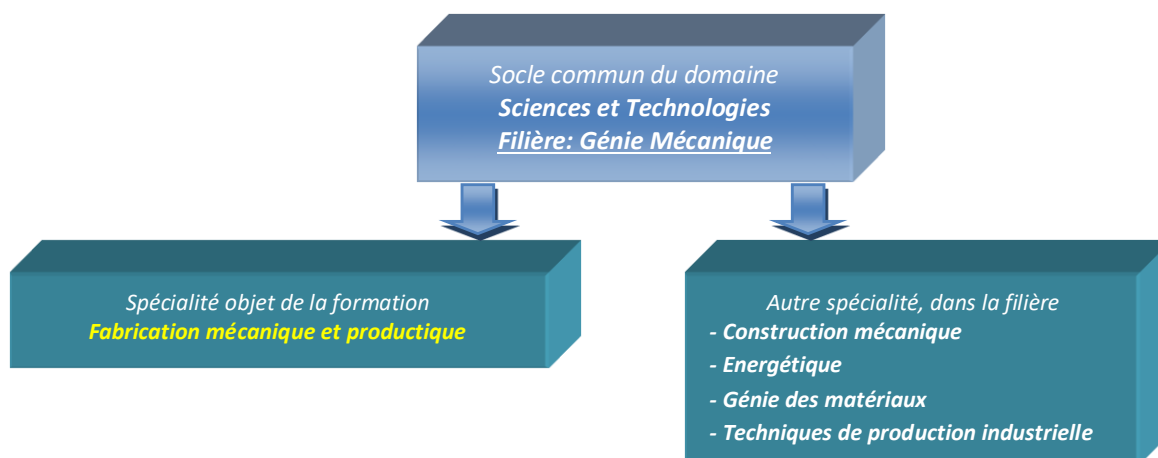 Socle commun du domaine
Sciences et Technologies
Filière: Génie Mécanique
Spécialité objet de la formation
Fabrication mécanique et productique
Autre spécialité, dans la filière
- Construction mécanique
- Energétique
- Génie des matériaux
- Techniques de production industrielle